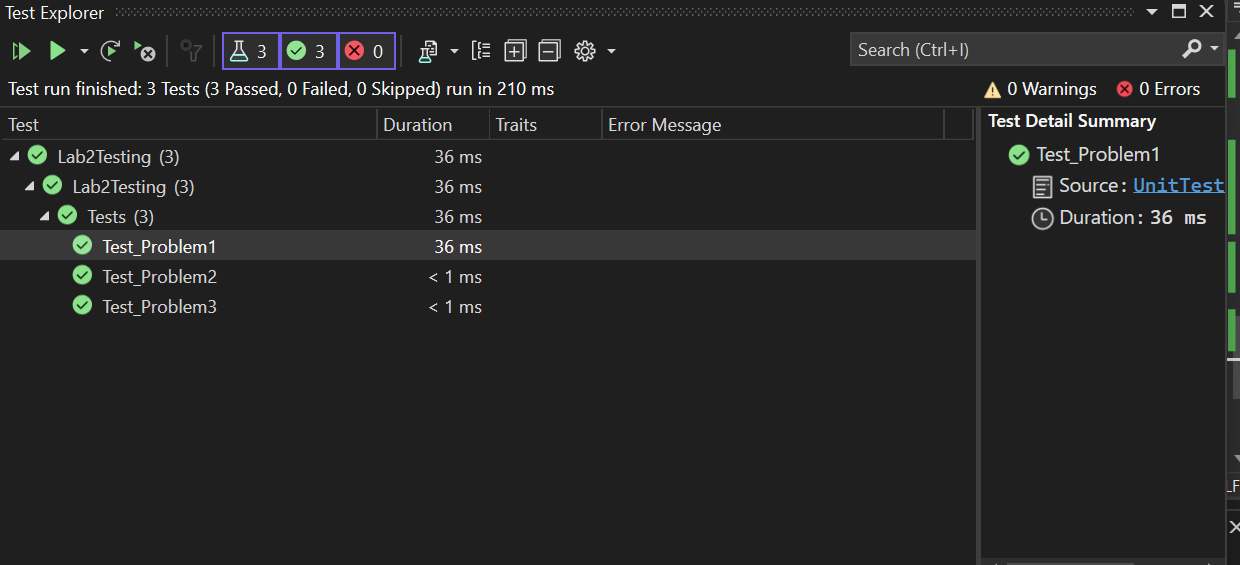 Test Explorer
3 3 0
Search (Ctrl+I)
Test run finished: 3 Tests (3 Passed, 0 Failed, 0 Skipped) run in 210 ms
0 Warnings 0 Errors
Test Duration Traits Error Message
Lab2Testing (3) 36 ms
Lab2Testing (3) 36 ms
Tests (3) 36 ms
Test_Problem1 36 ms
Test_Problem2 < 1 ms
Test_Problem3 < 1 ms
Test Detail Summary
Test_Problem1
Source: UnitTest
Duration: 36 ms
_F